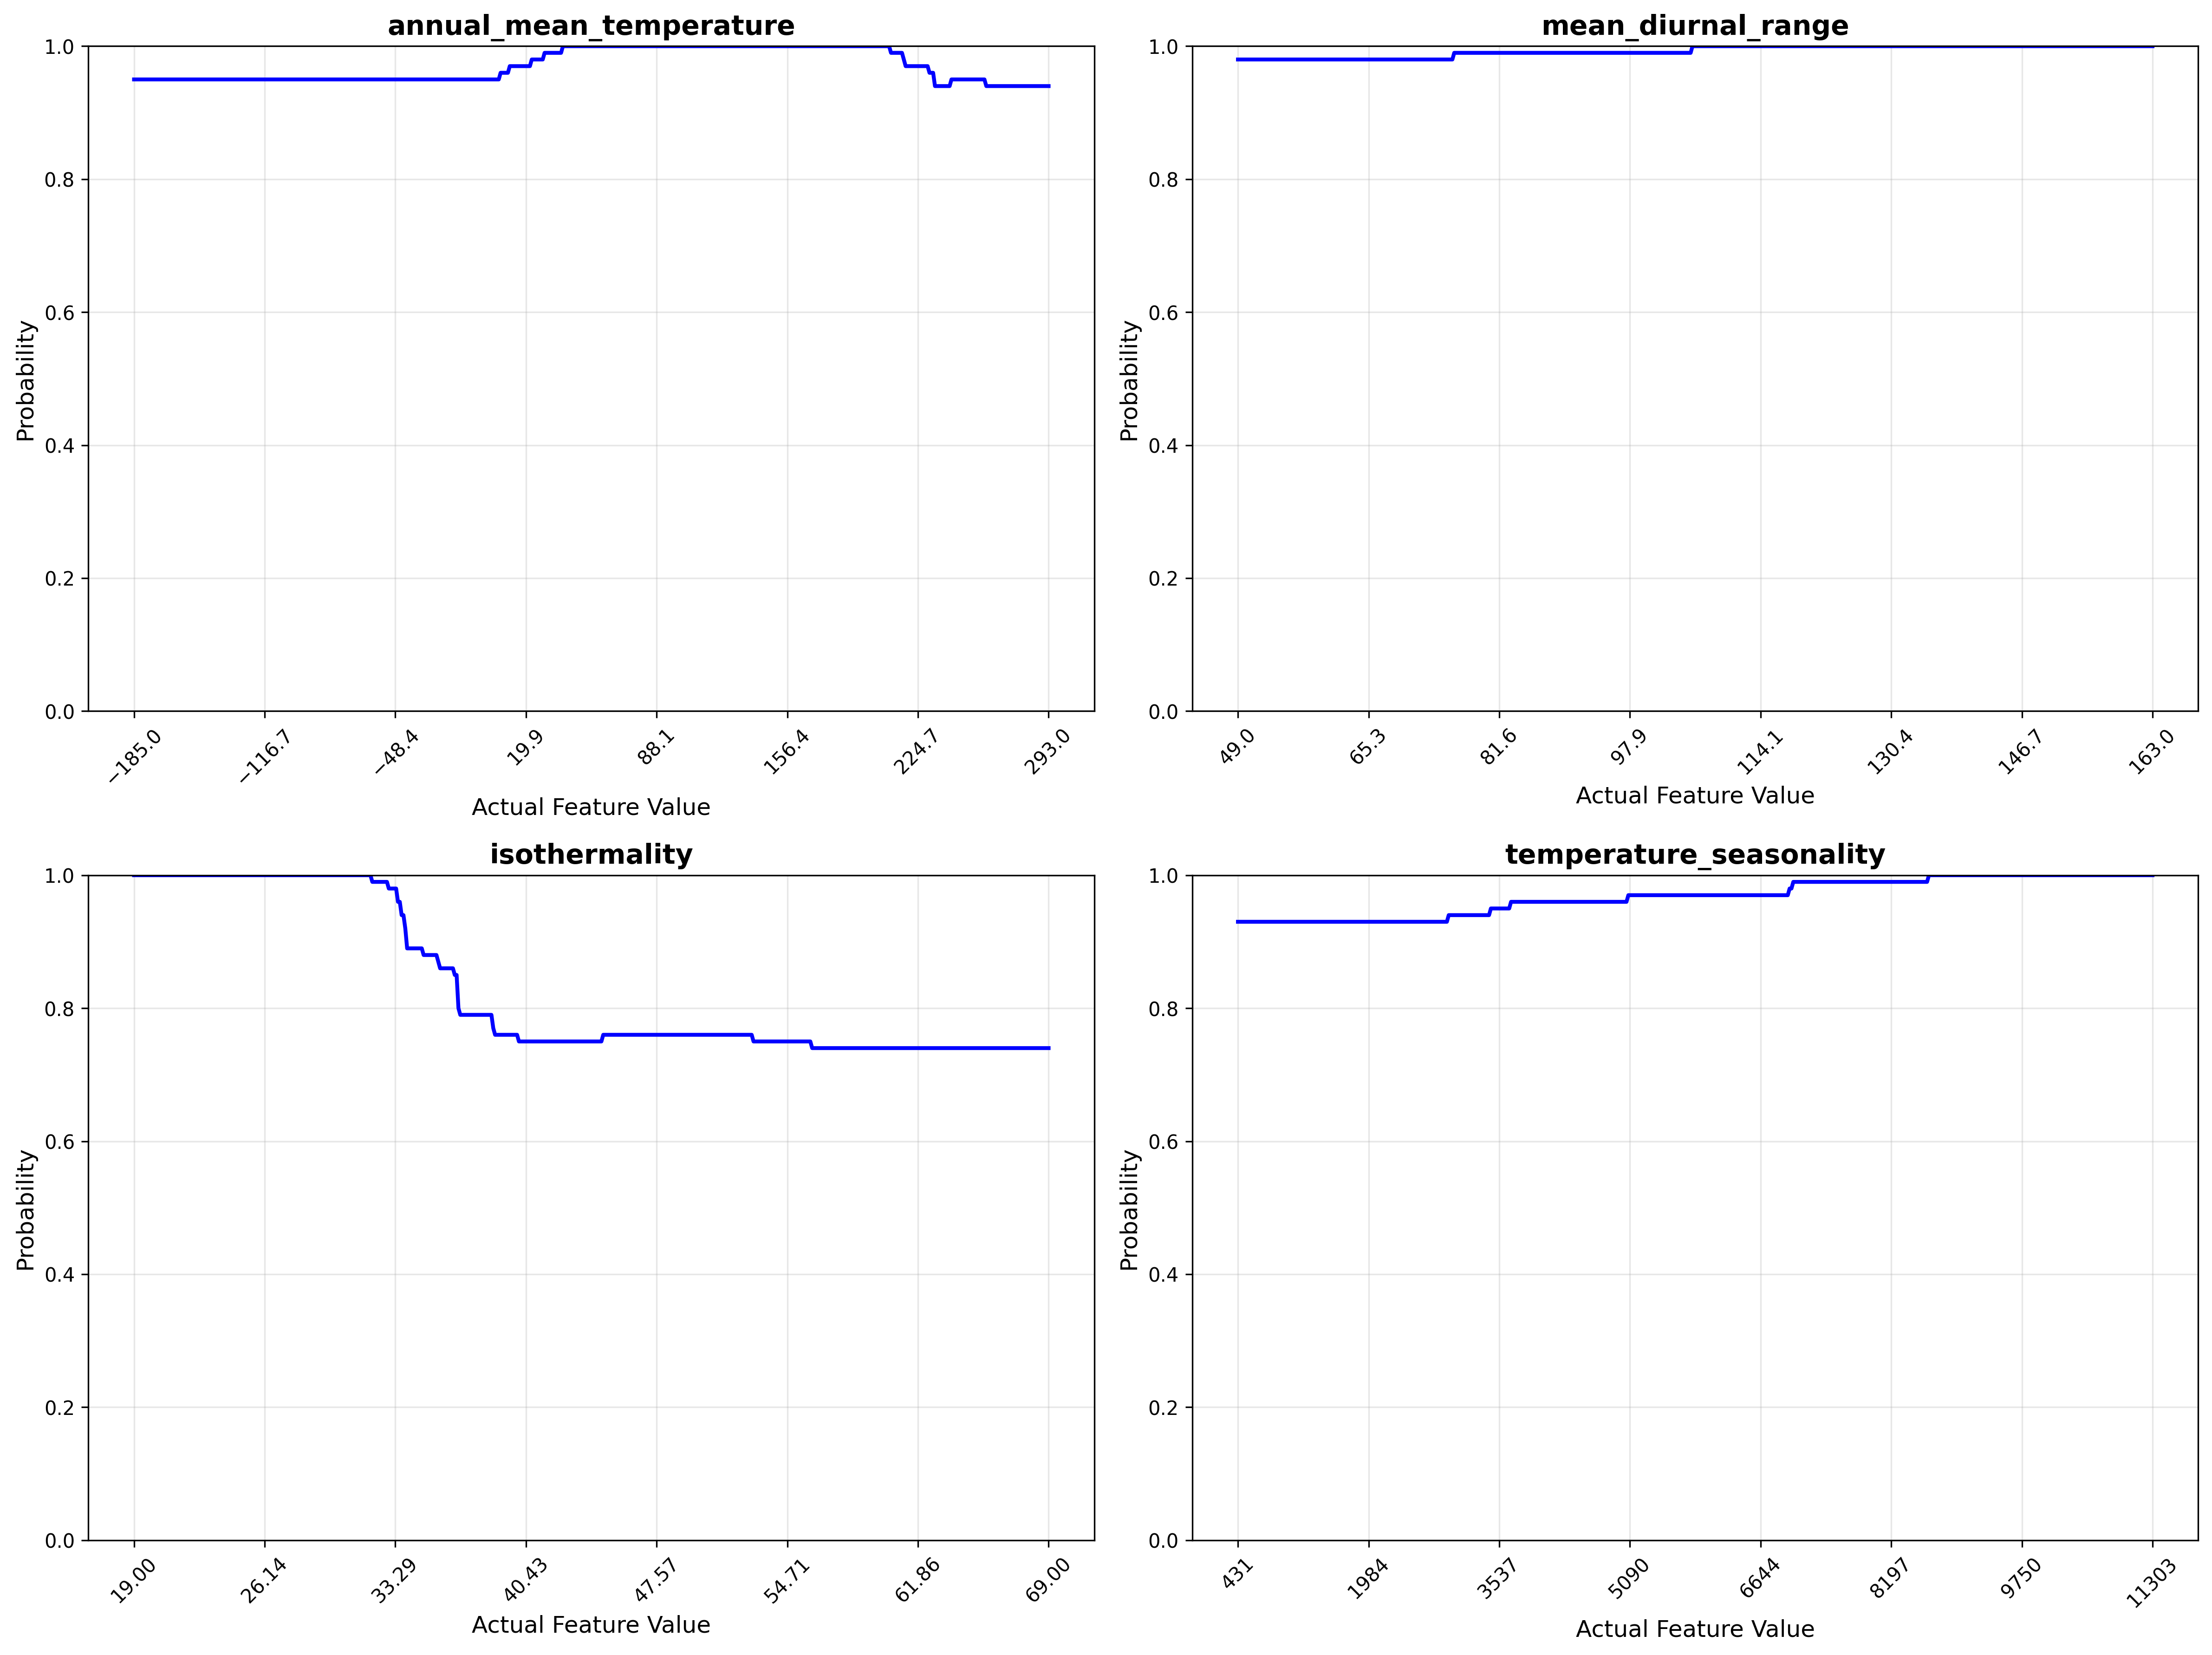 annual_mean_temperature
Probability
1.0
0.8
0.6
0.4
0.2
0.0
−185.0 −116.7 −48.4 19.9 88.1 156.4 224.7 293.0
Actual Feature Value
mean_diurnal_range
Probability
1.0
0.8
0.6
0.4
0.2
0.0
49.0 65.3 81.6 97.9 114.1 130.4 146.7 163.0
Actual Feature Value
isothermality
Probability
1.0
0.8
0.6
0.4
0.2
0.0
19.00 26.14 33.29 40.43 47.57 54.71 61.86 69.00
Actual Feature Value
temperature_seasonality
Probability
1.0
0.8
0.6
0.4
0.2
0.0
431 1984 3537 5090 6644 8197 9750 11303
Actual Feature Value